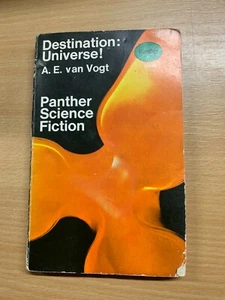 Destination:
Universe!
A. E. van Vogt
Panther Science
Fiction